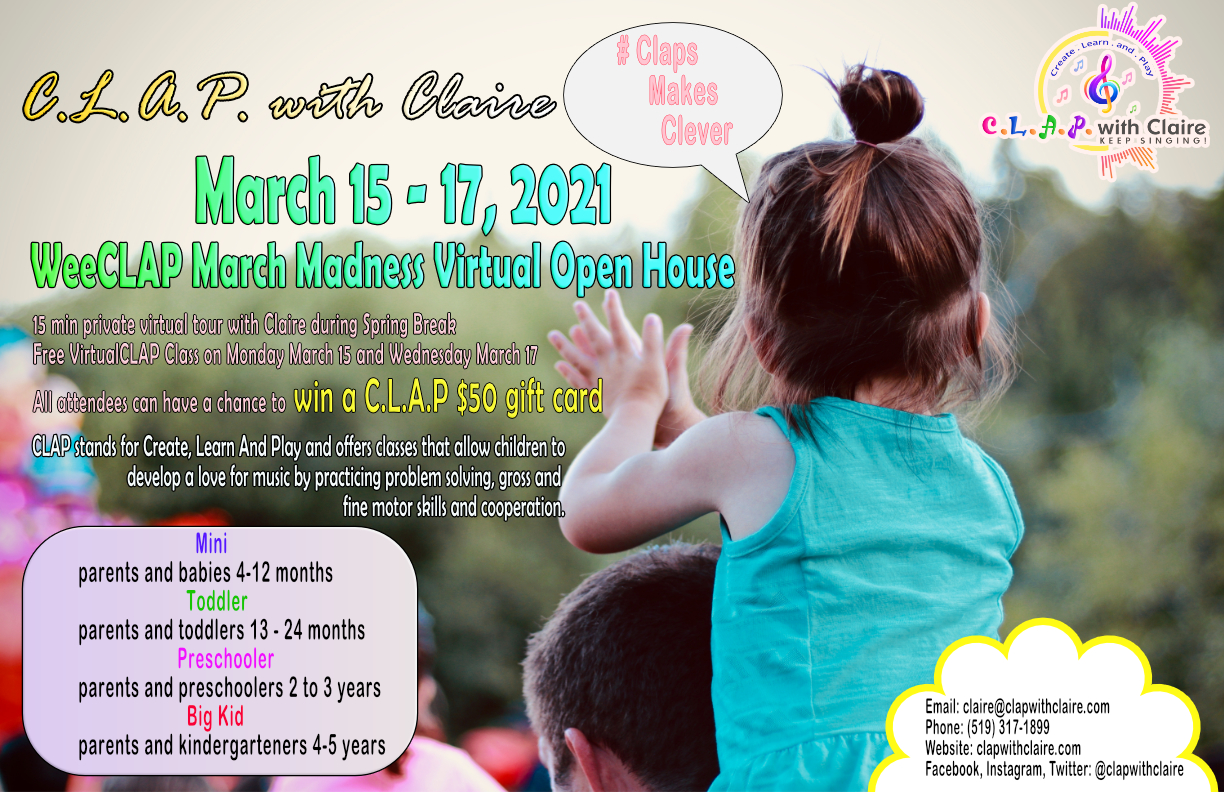 C.L.A.P. with Claire
# Claps
Makes
Clever
Create . Learn . and . Play
C.L.A.P. with Claire
KEEP SINGING!
March 15 - 17, 2021
WeeCLAP March Madness Virtual Open House
15 min private virtual tour with Claire during Spring Break
Free VirtualCLAP Class on Monday March 15 and Wednesday March 17
All attendees can have a chance to win a C.L.A.P $50 gift card
CLAP stands for Create, Learn And Play and offers classes that allow children to
develop a love for music by practicing problem solving, gross and
fine motor skills and cooperation.
Mini
parents and babies 4-12 months
Toddler
parents and toddlers 13 - 24 months
Preschooler
parents and preschoolers 2 to 3 years
Big Kid
parents and kindergarteners 4-5 years
Email: claire@clapwithclaire.com
Phone: (519) 317-1899
Website: clapwithclaire.com
Facebook, Instagram, Twitter: @clapwithclaire